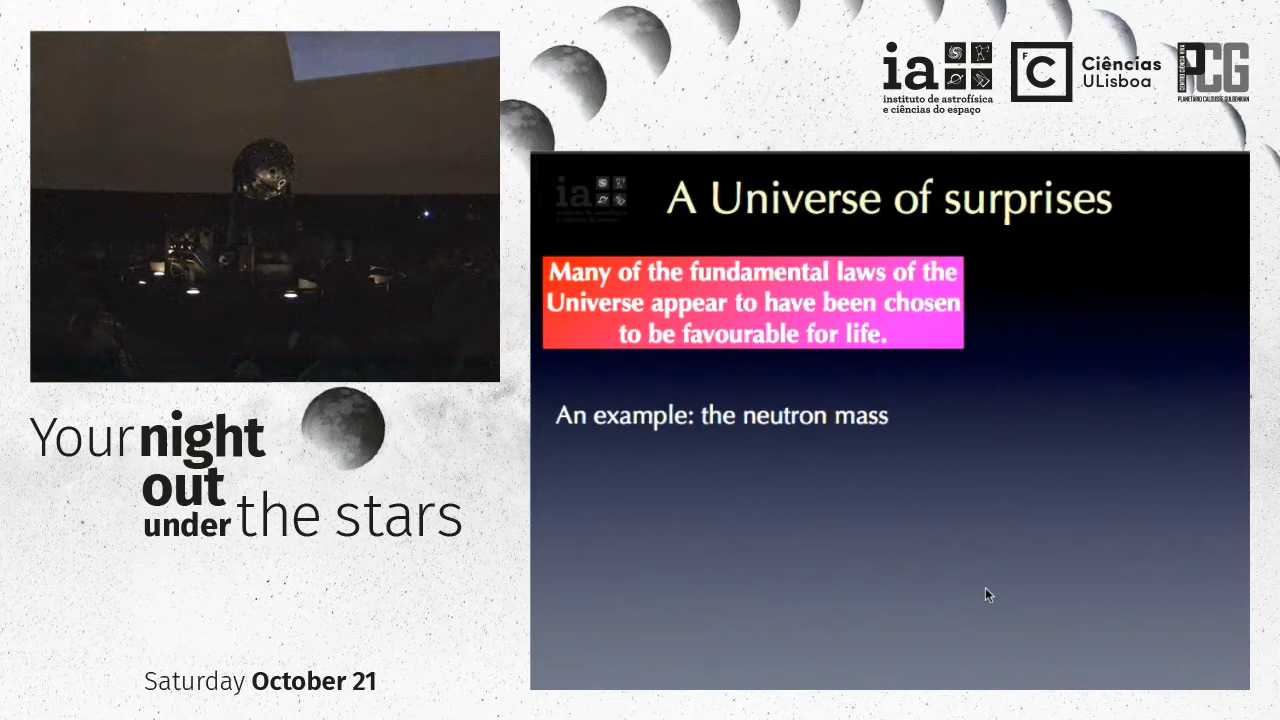 ia
instituto de astrofísica
e ciências do espaço
F
C
Ciências
ULisboa
PCG
PLANETÁRIO CALOUSTE GULBENKIAN
ia
A Universe of surprises
Many of the fundamental laws of the
Universe appear to have been chosen
to be favourable for life.
An example: the neutron mass
Your night
out
under the stars
Saturday October 21